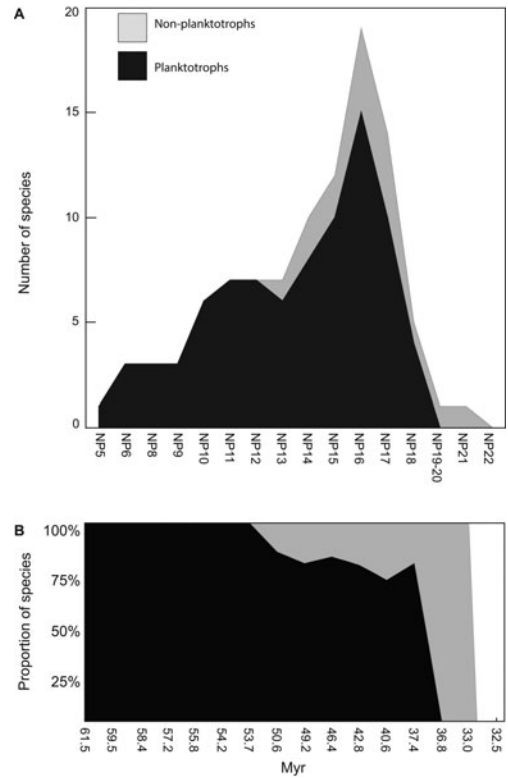 A
Number of species
20
15
10
5
0
Non-planktotrophs
Planktotrophs
NP5
NP6
NP8
NP9
NP10
NP11
NP12
NP13
NP14
NP15
NP16
NP17
NP18
NP19-20
NP21
NP22
B
Proportion of species
100%
75%
50%
25%
61.5
59.5
58.4
57.2
55.8
54.2
53.7
50.6
49.2
46.4
42.8
40.6
37.4
36.8
33.0
32.5
Myr